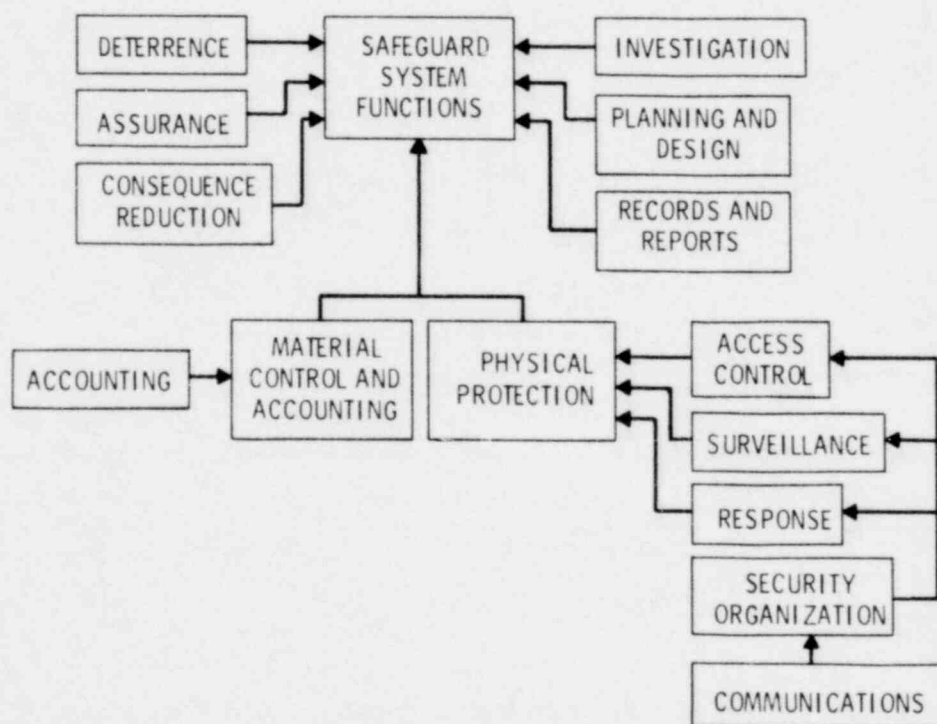 DETERRENCE
ASSURANCE
CONSEQUENCE
REDUCTION
SAFEGUARD
SYSTEM
FUNCTIONS
INVESTIGATION
PLANNING AND
DESIGN
RECORDS AND
REPORTS
ACCOUNTING
MATERIAL
CONTROL AND
ACCOUNTING
PHYSICAL
PROTECTION
ACCESS
CONTROL
SURVEILLANCE
RESPONSE
SECURITY
ORGANIZATION
COMMUNICATIONS